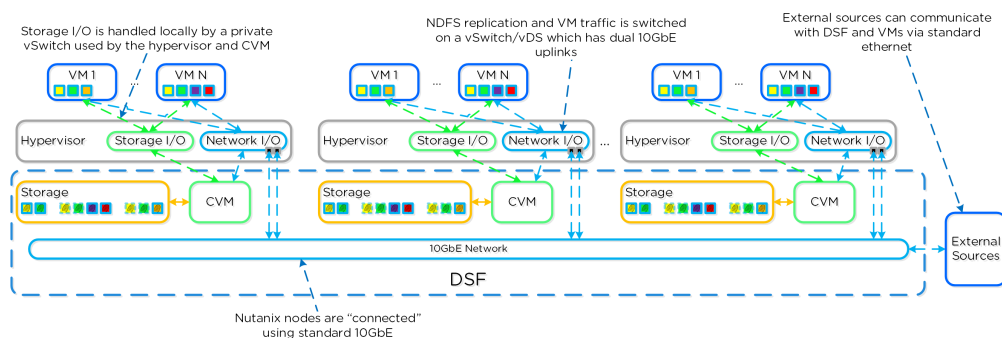 Storage I/O is handled locally by a private
vSwitch used by the hypervisor and CVM
NDFS replication and VM traffic is switched
on a vSwitch/vDS which has dual 10GbE
uplinks
External sources can communicate
with DSF and VMs via standard
ethernet
VM 1
...
VM N
VM 1
...
VM N
VM 1
...
VM N
Hypervisor
Storage I/O
Network I/O
Hypervisor
Storage I/O
Network I/O
...
Hypervisor
Storage I/O
Network I/O
Storage
CVM
Storage
CVM
Storage
CVM
10GbE Network
External
Sources
DSF
Nutanix nodes are “connected”
using standard 10GbE